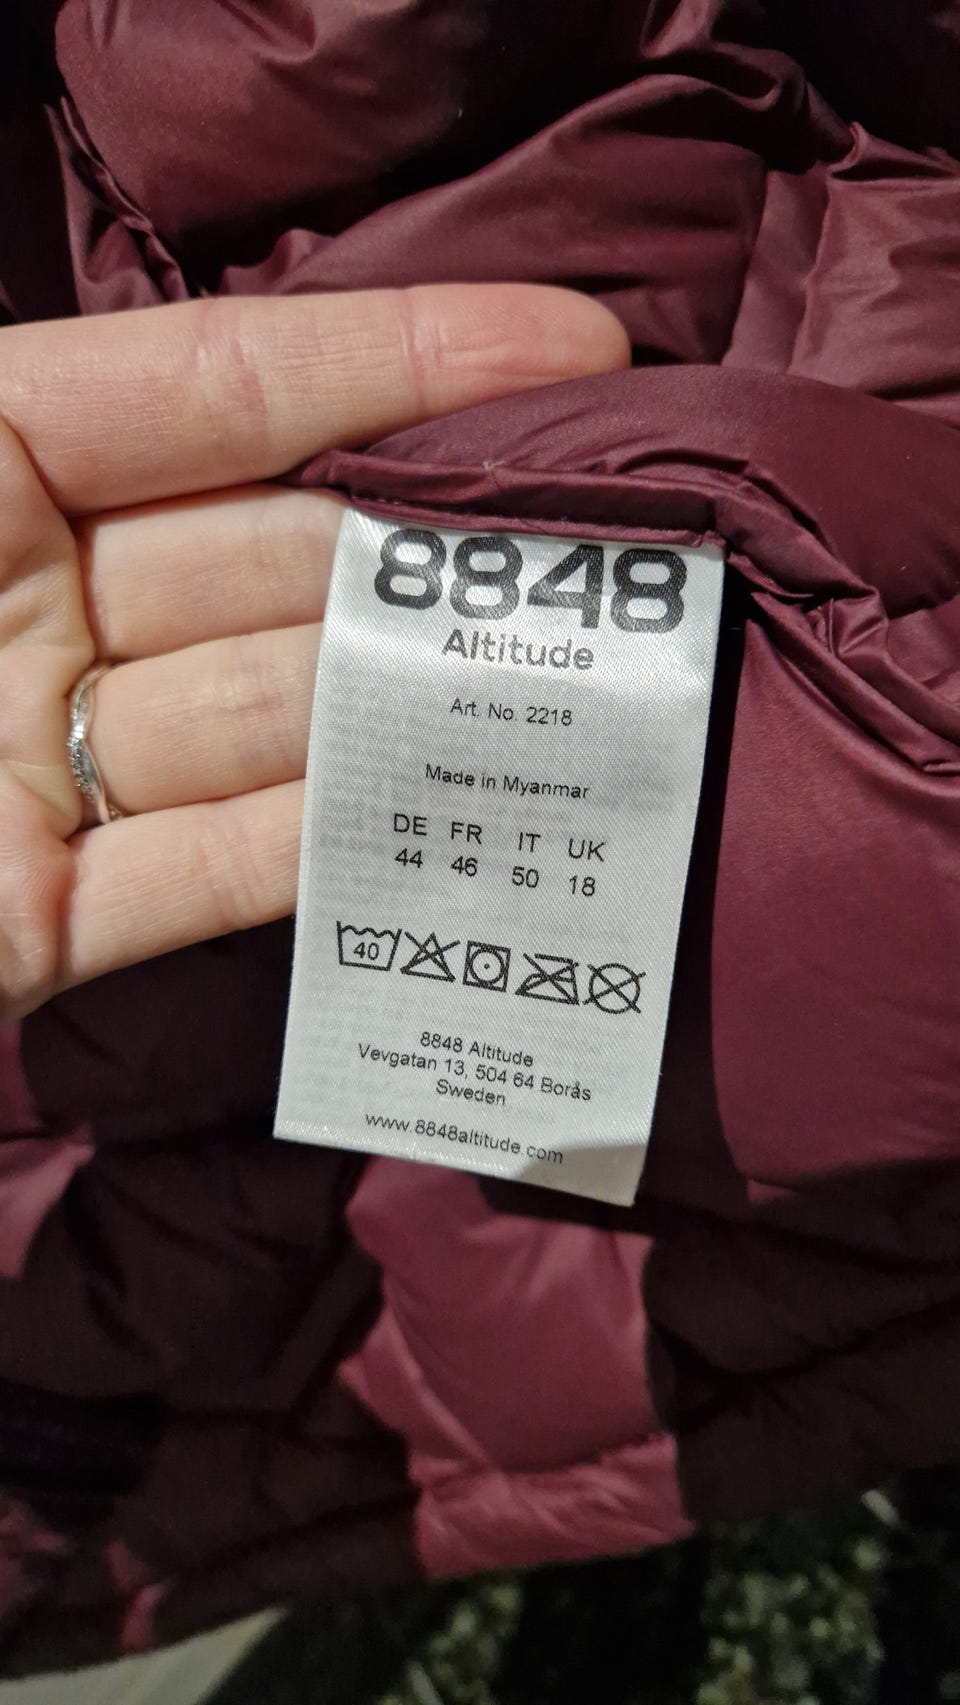 8848
Altitude
Art. No. 2218
Made in Myanmar
DE FR IT UK
44 46 50 18
40
8848 Altitude
Vevgatan 13, 504 64 Borås
Sweden
www.8848altitude.com